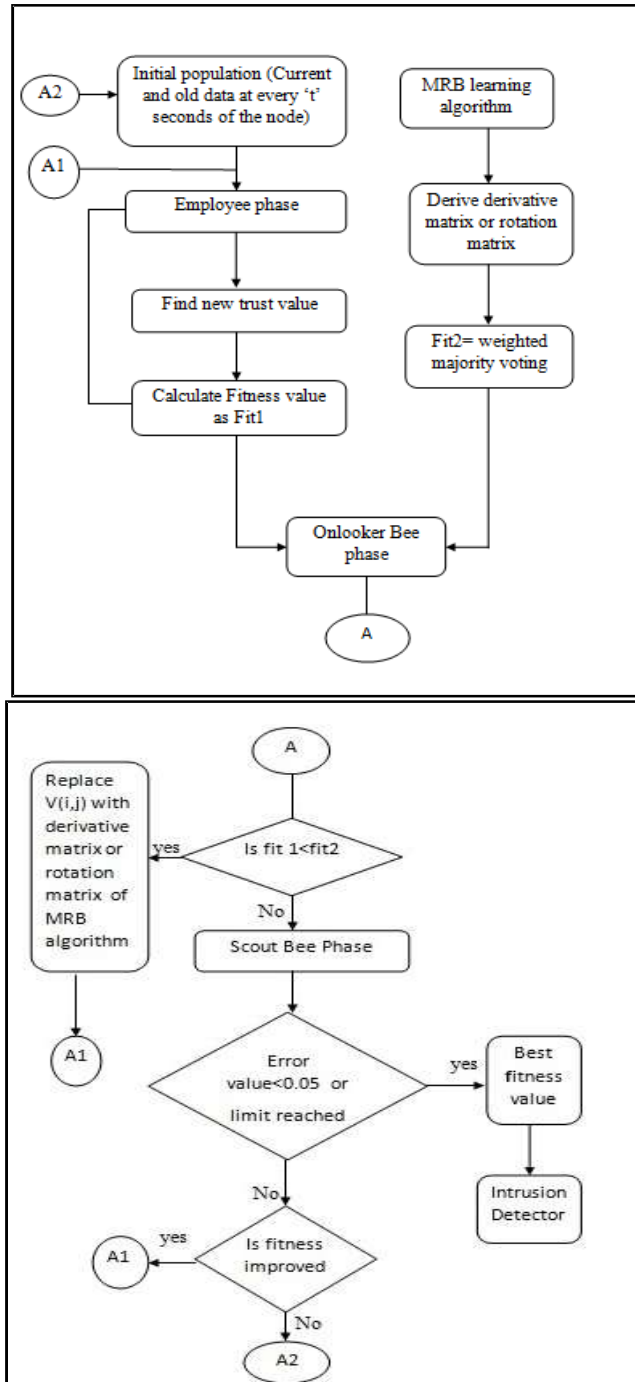 A2
Initial population (Current
and old data at every ‘t’
seconds of the node)
A1
Employee phase
Find new trust value
Calculate Fitness value
as Fit1
MRB learning
algorithm
Derive derivative
matrix or rotation
matrix
Fit2= weighted
majority voting
Onlooker Bee
phase
A
A
Is fit 1<fit2
yes
Replace
V(i,j) with
derivative
matrix or
rotation
matrix of
MRB
algorithm
A1
No
Scout Bee Phase
Error
value<0.05 or
limit reached
yes
Best
fitness
value
Intrusion
Detector
No
Is fitness
improved
yes
A1
No
A2